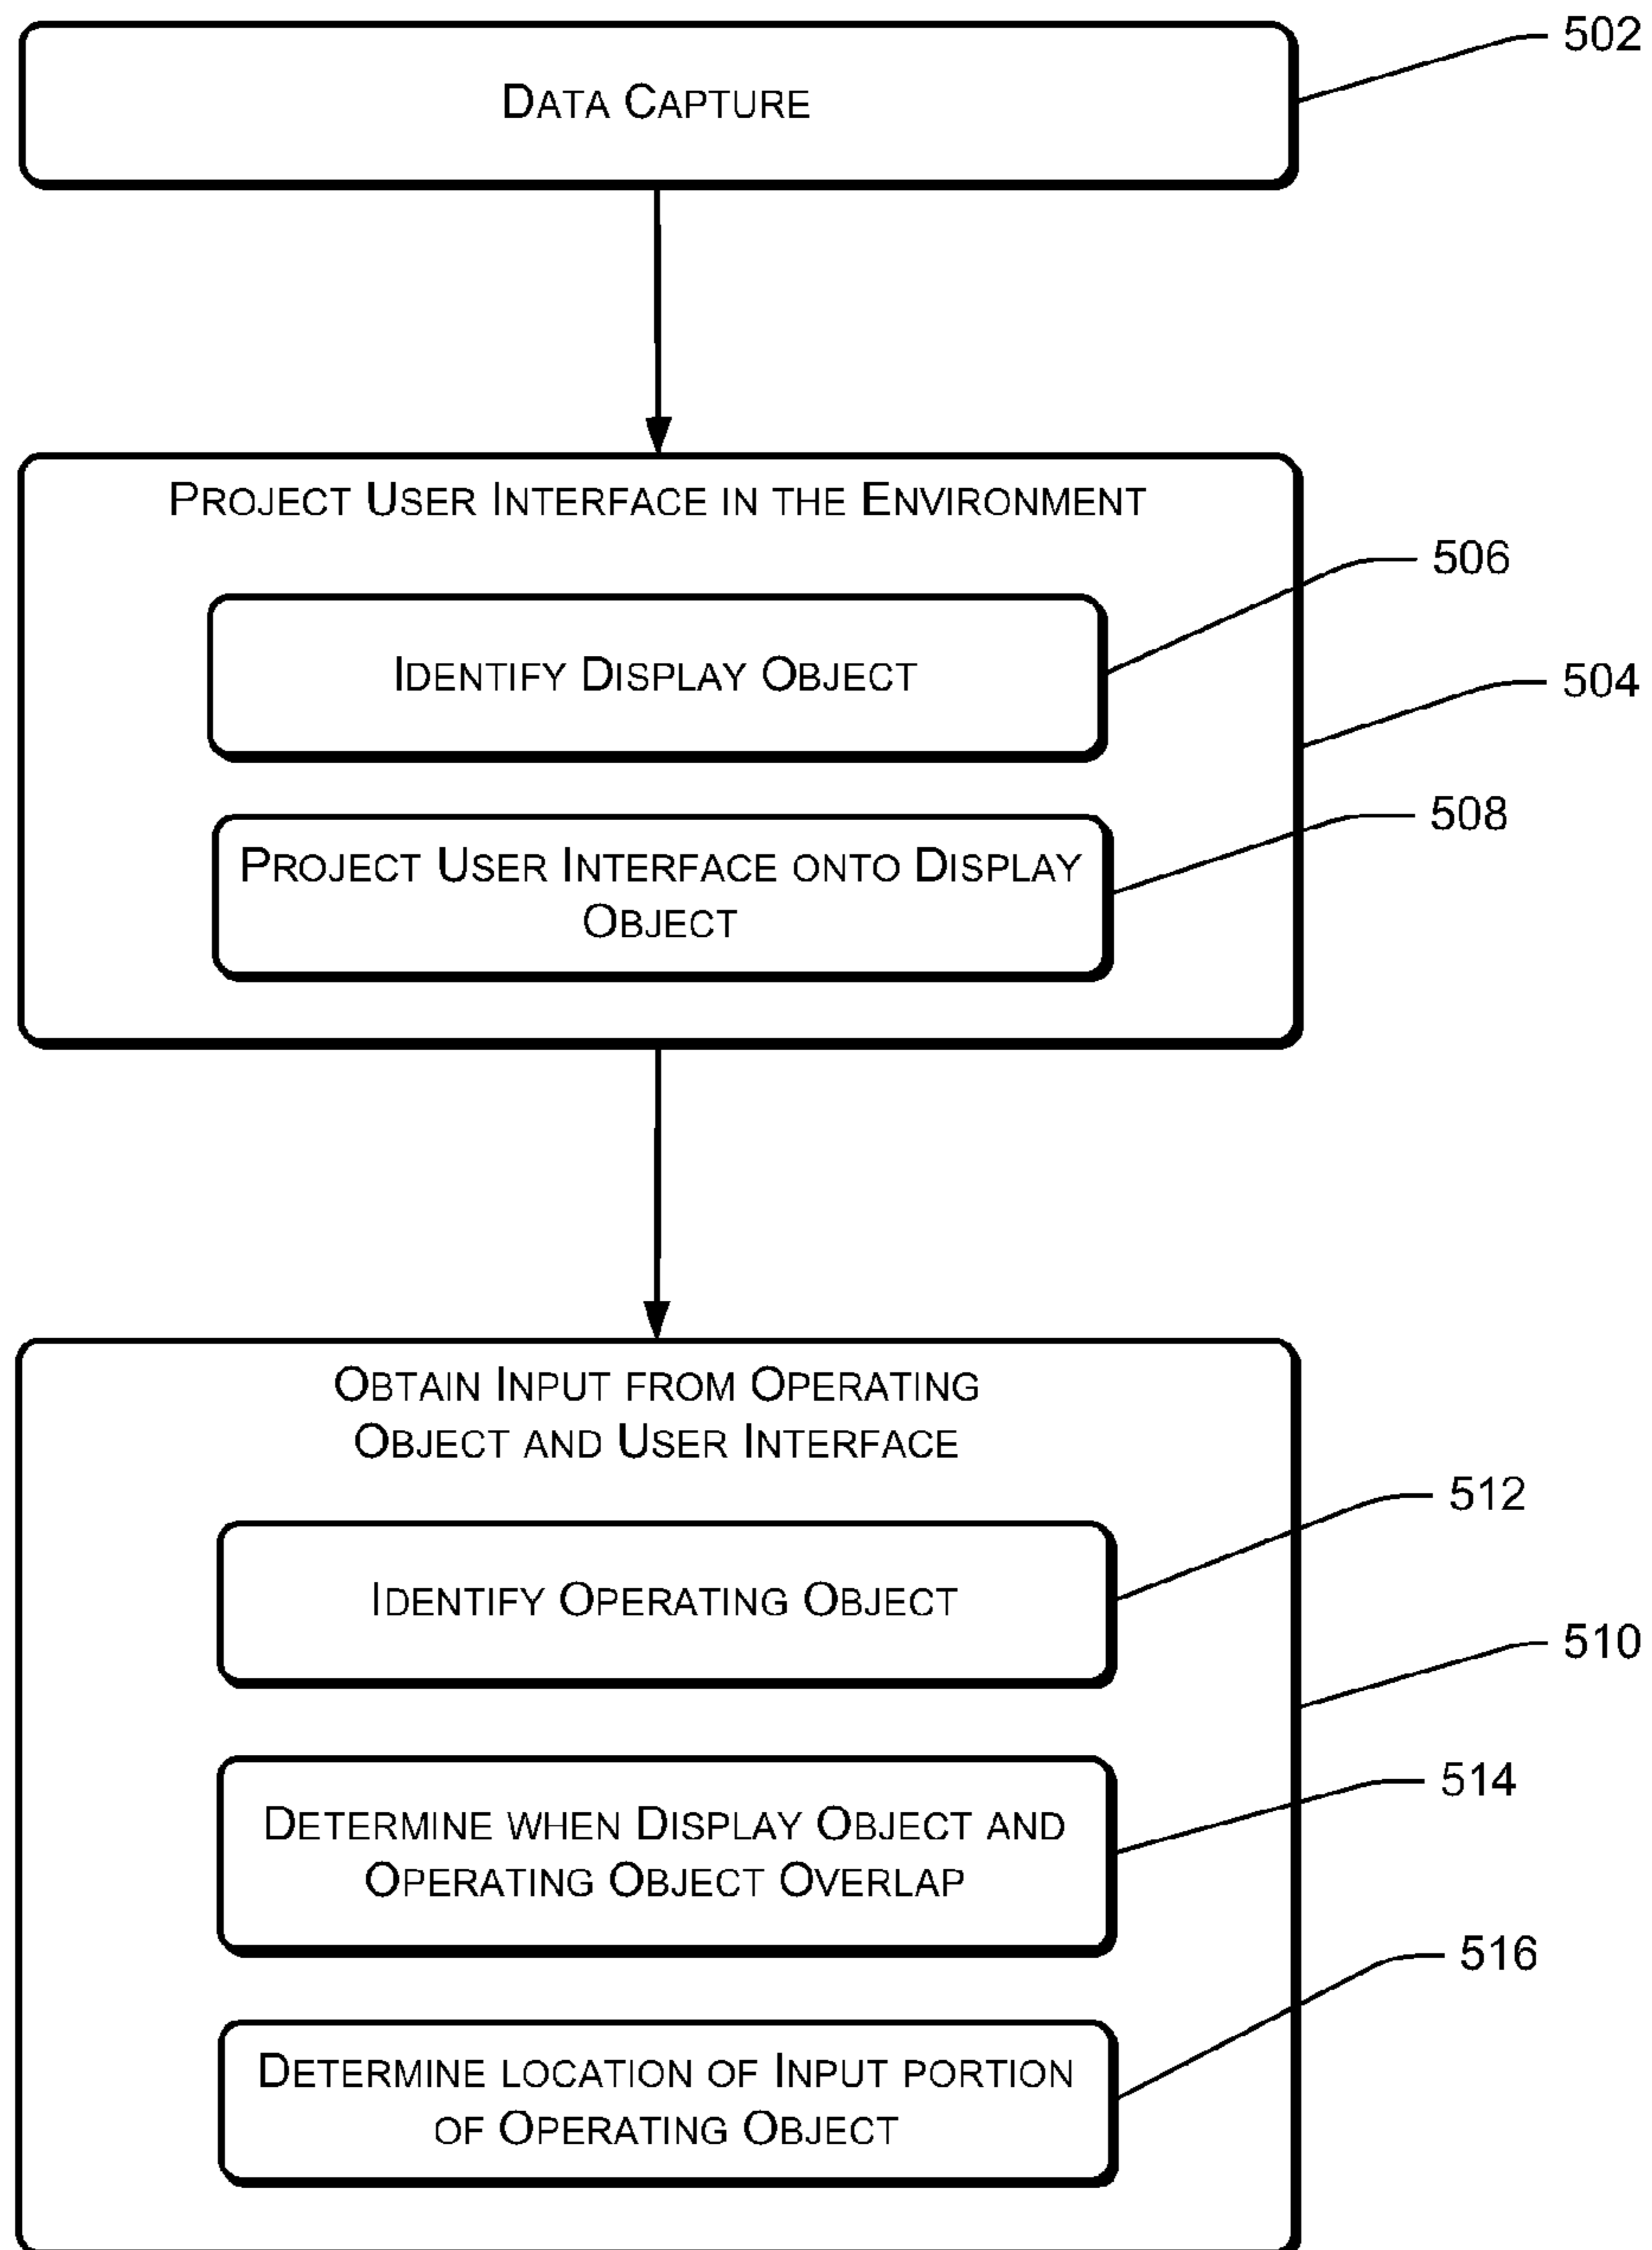 DATA CAPTURE
502
PROJECT USER INTERFACE IN THE ENVIRONMENT
506
IDENTIFY DISPLAY OBJECT
504
508
PROJECT USER INTERFACE ONTO DISPLAY
OBJECT
OBTAIN INPUT FROM OPERATING
OBJECT AND USER INTERFACE
512
IDENTIFY OPERATING OBJECT
510
514
DETERMINE WHEN DISPLAY OBJECT AND
OPERATING OBJECT OVERLAP
516
DETERMINE LOCATION OF INPUT PORTION
OF OPERATING OBJECT